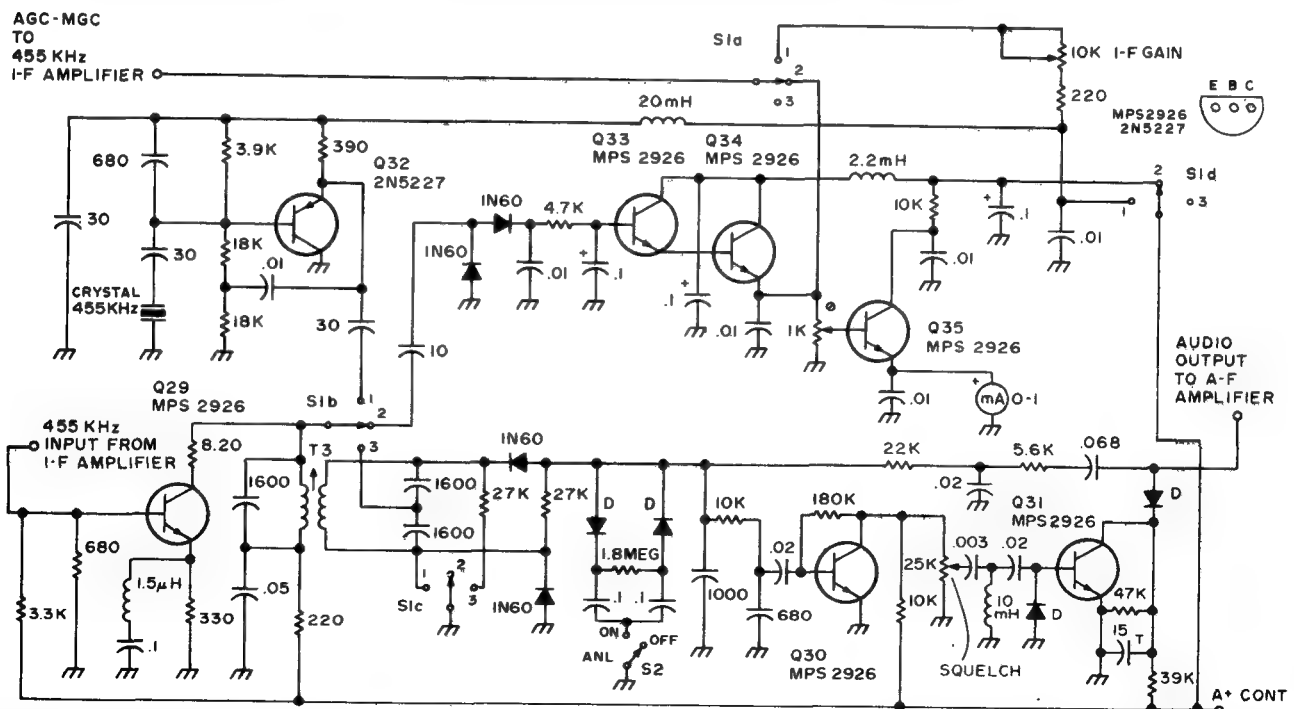 AGC-MGC
TO
455 KHz
I-F AMPLIFIER
S1a
1
2
3
10K I-F GAIN
220
E B C
MPS2926
2N5227
20mH
680
3.9K
390
Q32
2N5227
Q33
MPS 2926
Q34
MPS 2926
2.2mH
2
S1d
1
3
.30
30
18K
.01
CRYSTAL
455KHz
18K
30
1N60
1N60
4.7K
.01
+
.1
.1
+
.001
1K
10K
.01
+
.1
.01
Q35
MPS 2926
.01
+
mA
0-1
10
AUDIO
OUTPUT
TO A-F
AMPLIFIER
Q29
MPS 2926
S1b
1
2
3
455 KHz
INPUT FROM
I-F AMPLIFIER
8.20
T3
1600
1600
1600
27K
1N60
27K
1N60
22K
.02
5.6K
.068
D
D
1.8MEG
.1
.1
ON
OFF
ANL
S2
10K
1000
680
.02
180K
Q30
MPS 2926
10K
25K
SQUELCH
.003
.02
10
mH
D
Q31
MPS2926
D
47K
15
T
39K
680
3.3K
1.5µH
.1
330
.05
220
S1c
1
2
3
A+ CONT